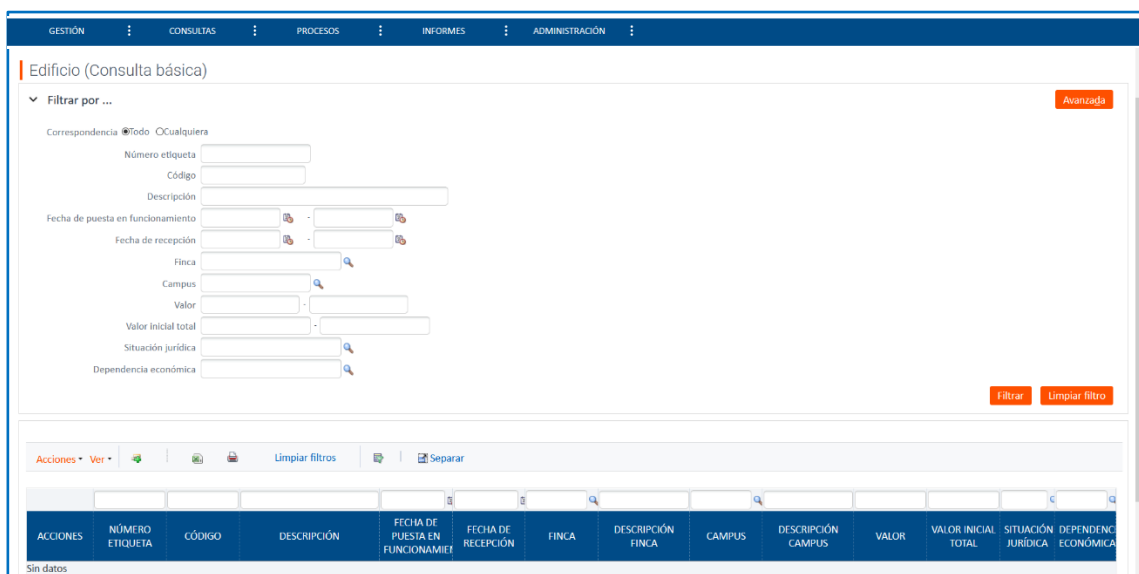 GESTIÓN CONSULTAS PROCESOS INFORMES ADMINISTRACIÓN
Edificio (Consulta básica)
Filtrar por ... Avanzada
Correspondencia Todo Cualquiera
Número etiqueta
Código
Descripción
Fecha de puesta en funcionamiento -
Fecha de recepción -
Finca
Campus
Valor -
Valor inicial total -
Situación jurídica
Dependencia económica
Filtrar Limpiar filtro
Acciones Ver Limpiar filtros Separar
ACCIONES NÚMERO ETIQUETA CÓDIGO DESCRIPCIÓN FECHA DE PUESTA EN FUNCIONAMIEN FECHA DE RECEPCIÓN FINCA DESCRIPCIÓN FINCA CAMPUS DESCRIPCIÓN CAMPUS VALOR VALOR INICIAL TOTAL SITUACIÓN JURÍDICA DEPENDENC ECONÓMICA
Sin datos